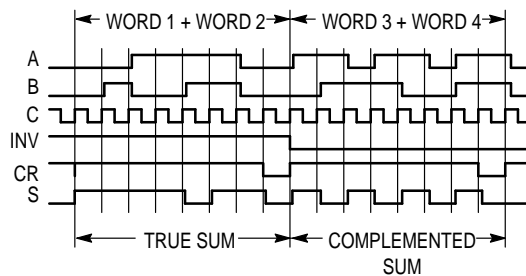 WORD 1 + WORD 2 WORD 3 + WORD 4
A
B
C
INV
CR
S
TRUE SUM COMPLEMENTED
SUM